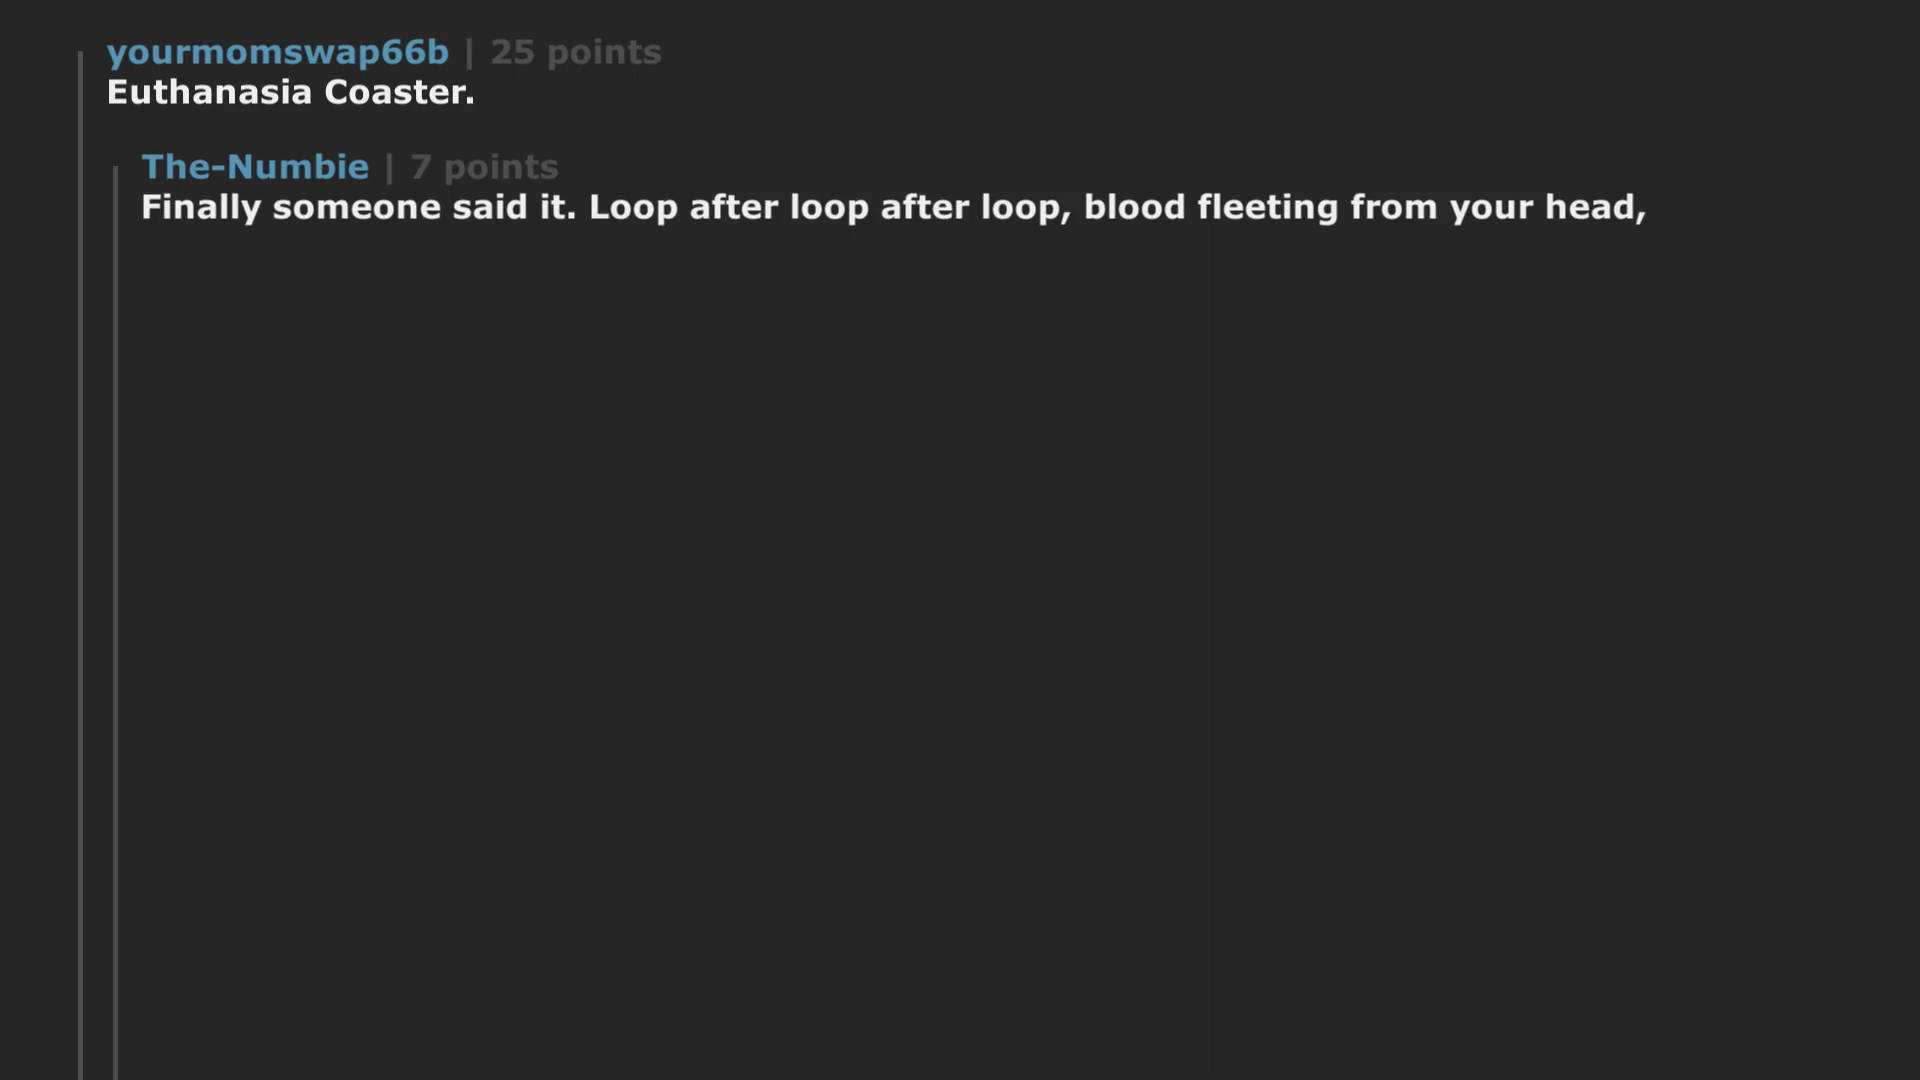 yourmomswap66b | 25 points
Euthanasia Coaster.
The-Numbie | 7 points
Finally someone said it. Loop after loop after loop, blood fleeting from your head,